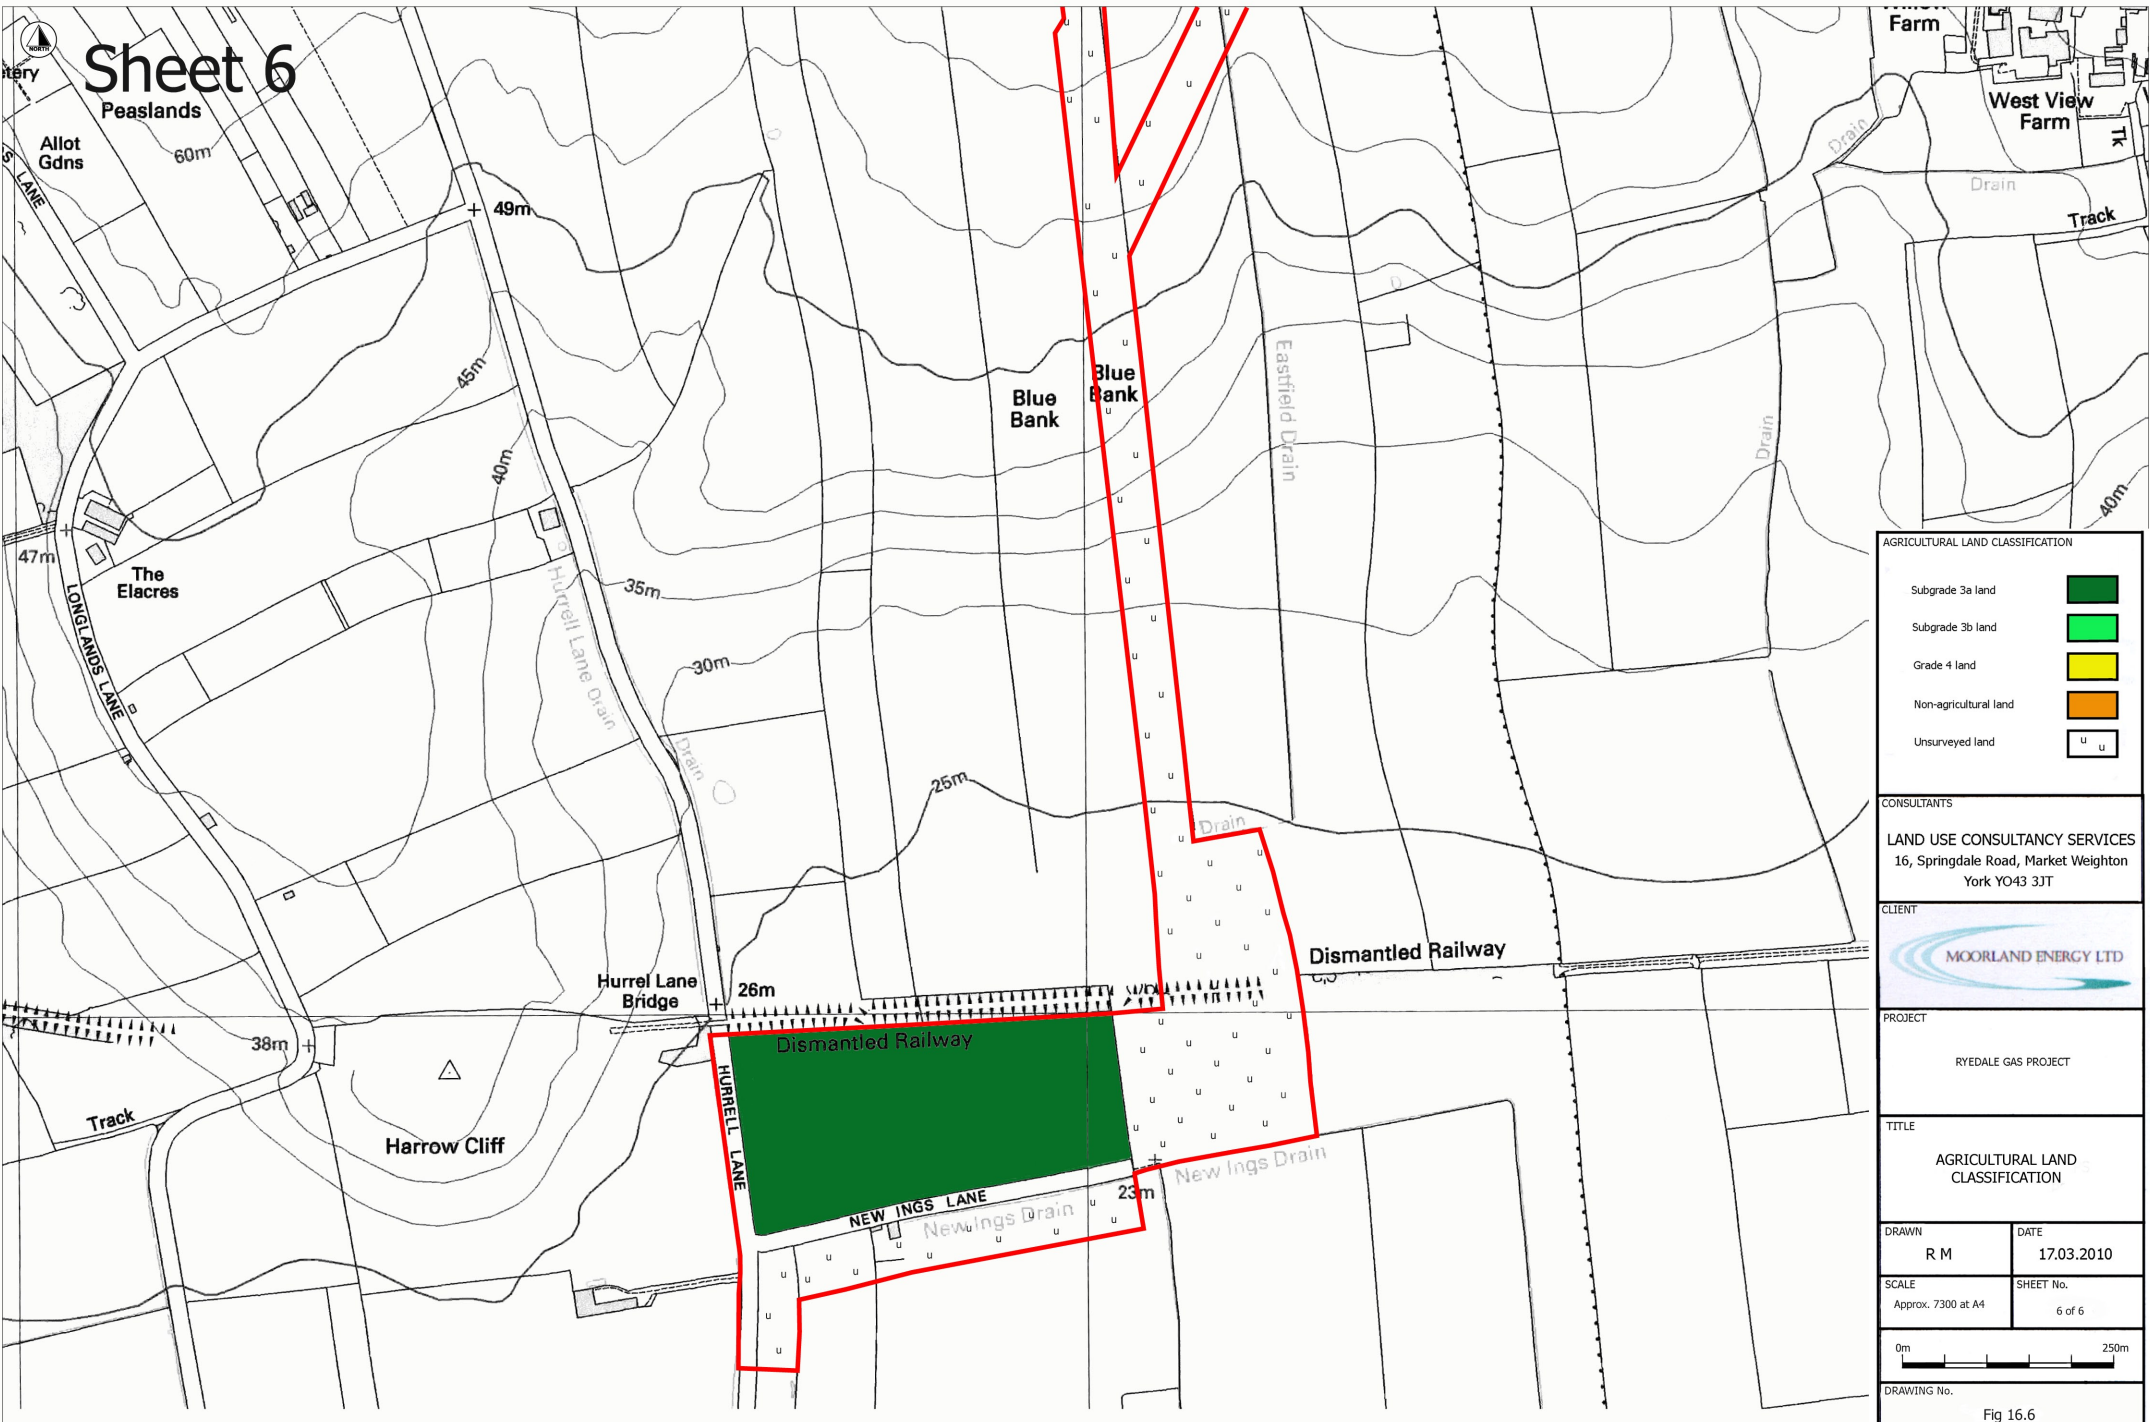 Sheet 6
NORTH
tery
Peaslands
Allot
Gdns
60m
S LANE
49m
Farm
West View
Farm
Tk
Drain
Drain
Track
45m
40m
Blue
Bank
Blue
Bank
Eastfield Drain
D
Drain
40m
47m
The
Elacres
LONGLANDS LANE
Hurrell Lane Drain
35m
30m
Drain
25m
Drain
Dismantled Railway
Hurrel Lane
Bridge
26m
38m
Dismantled Railway
HURRELL LANE
Track
Harrow Cliff
NEW INGS LANE
New Ings Drain
23m
New Ings Drain
AGRICULTURAL LAND CLASSIFICATION
Subgrade 3a land
Subgrade 3b land
Grade 4 land
Non-agricultural land
Unsurveyed land
u u
CONSULTANTS
LAND USE CONSULTANCY SERVICES
16, Springdale Road, Market Weighton
York YO43 3JT
CLIENT
MOORLAND ENERGY LTD
PROJECT
RYEDALE GAS PROJECT
TITLE
AGRICULTURAL LAND
CLASSIFICATION
DRAWN
R M
DATE
17.03.2010
SCALE
Approx. 7300 at A4
SHEET No.
6 of 6
0m 250m
DRAWING No.
Fig 16.6